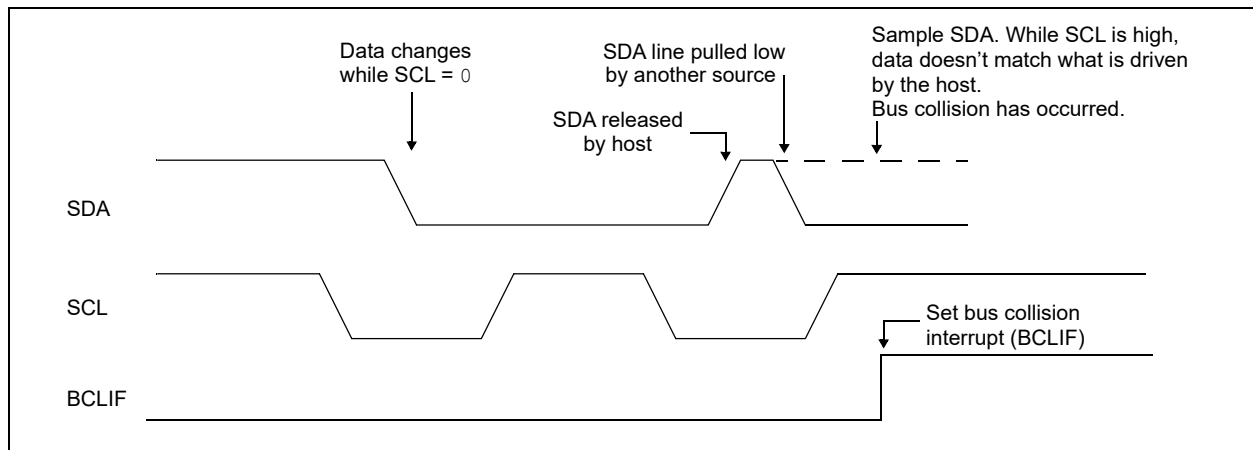 Data changes
while SCL = 0
SDA line pulled low
by another source
Sample SDA. While SCL is high,
data doesn’t match what is driven
by the host.
Bus collision has occurred.
SDA released
by host
SDA
SCL
Set bus collision
interrupt (BCLIF)
BCLIF